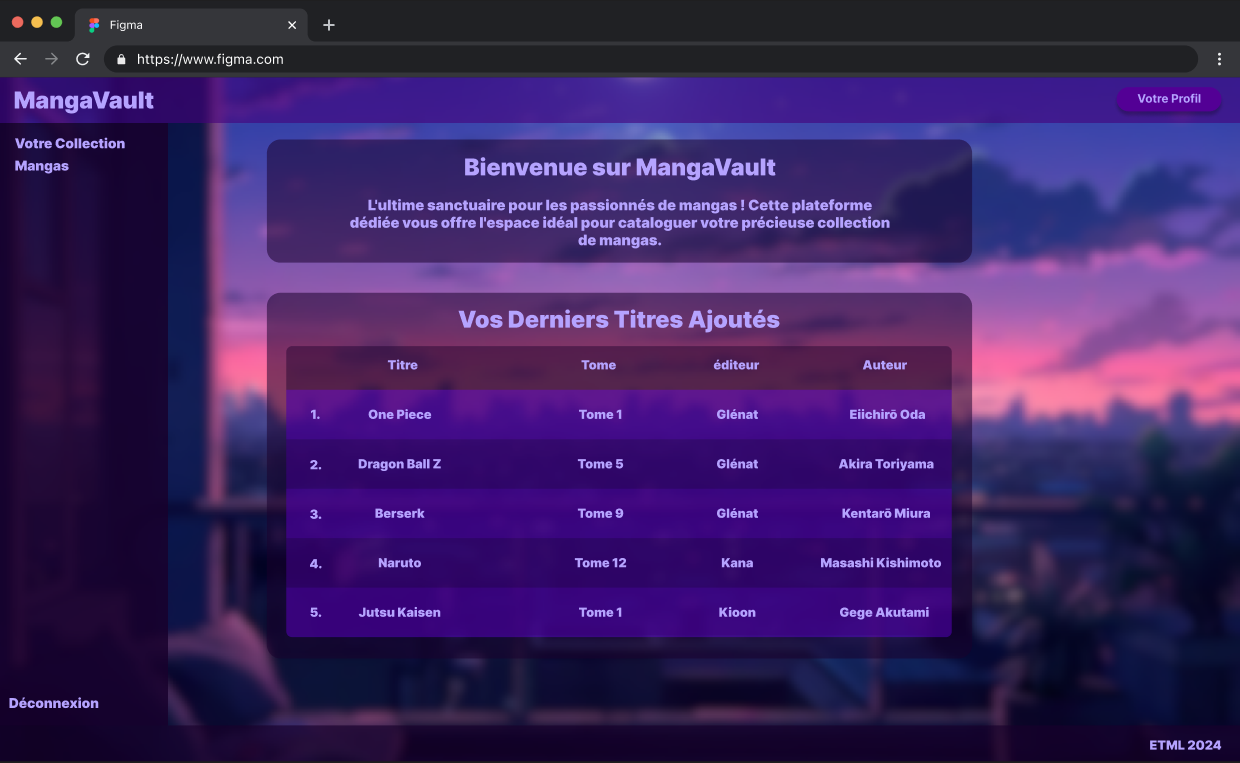 Figma
https://www.figma.com
MangaVault
Votre Profil
Votre Collection
Mangas
Bienvenue sur MangaVault
L'ultime sanctuaire pour les passionnés de mangas ! Cette plateforme
dédiée vous offre l'espace idéal pour cataloguer votre précieuse collection
de mangas.
Vos Derniers Titres Ajoutés
Titre Tome éditeur Auteur
1. One Piece Tome 1 Glénat Eiichirō Oda
2. Dragon Ball Z Tome 5 Glénat Akira Toriyama
3. Berserk Tome 9 Glénat Kentarō Miura
4. Naruto Tome 12 Kana Masashi Kishimoto
5. Jutsu Kaisen Tome 1 Kioon Gege Akutami
Déconnexion
ETML 2024